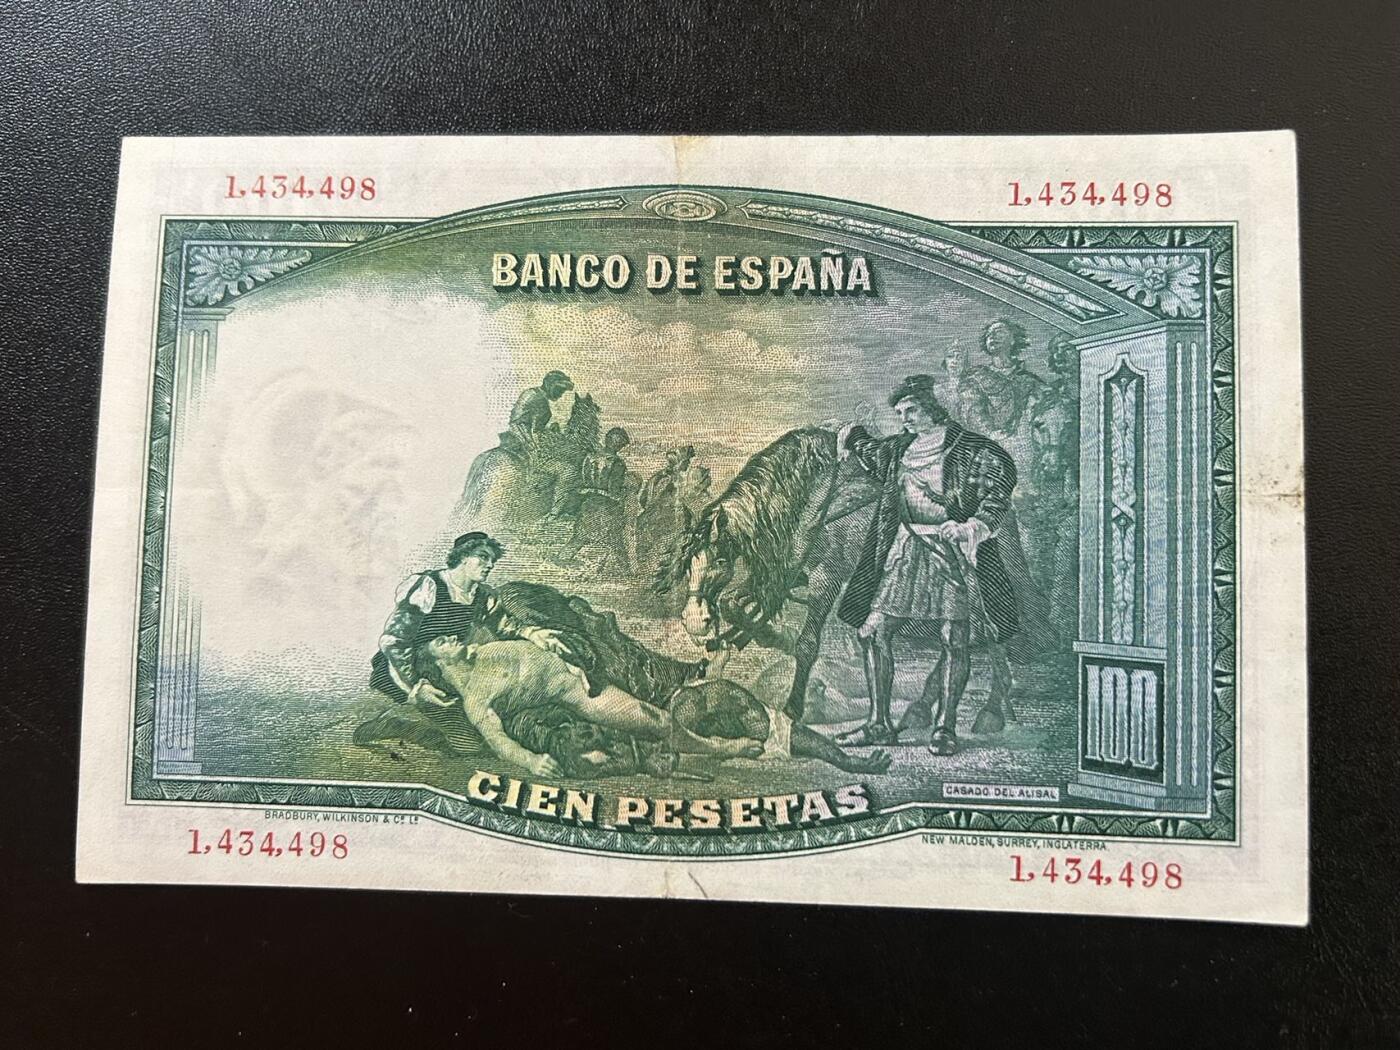 1,434,498
1,434,498
BANCO DE ESPAÑA
100
CASADO DEL ALISAL
CIEN PESETAS
BRADBURY, WILKINSON & Cº Lº
NEW MALDEN, SURREY, INGLATERRA.
1,434,498
1,434,498